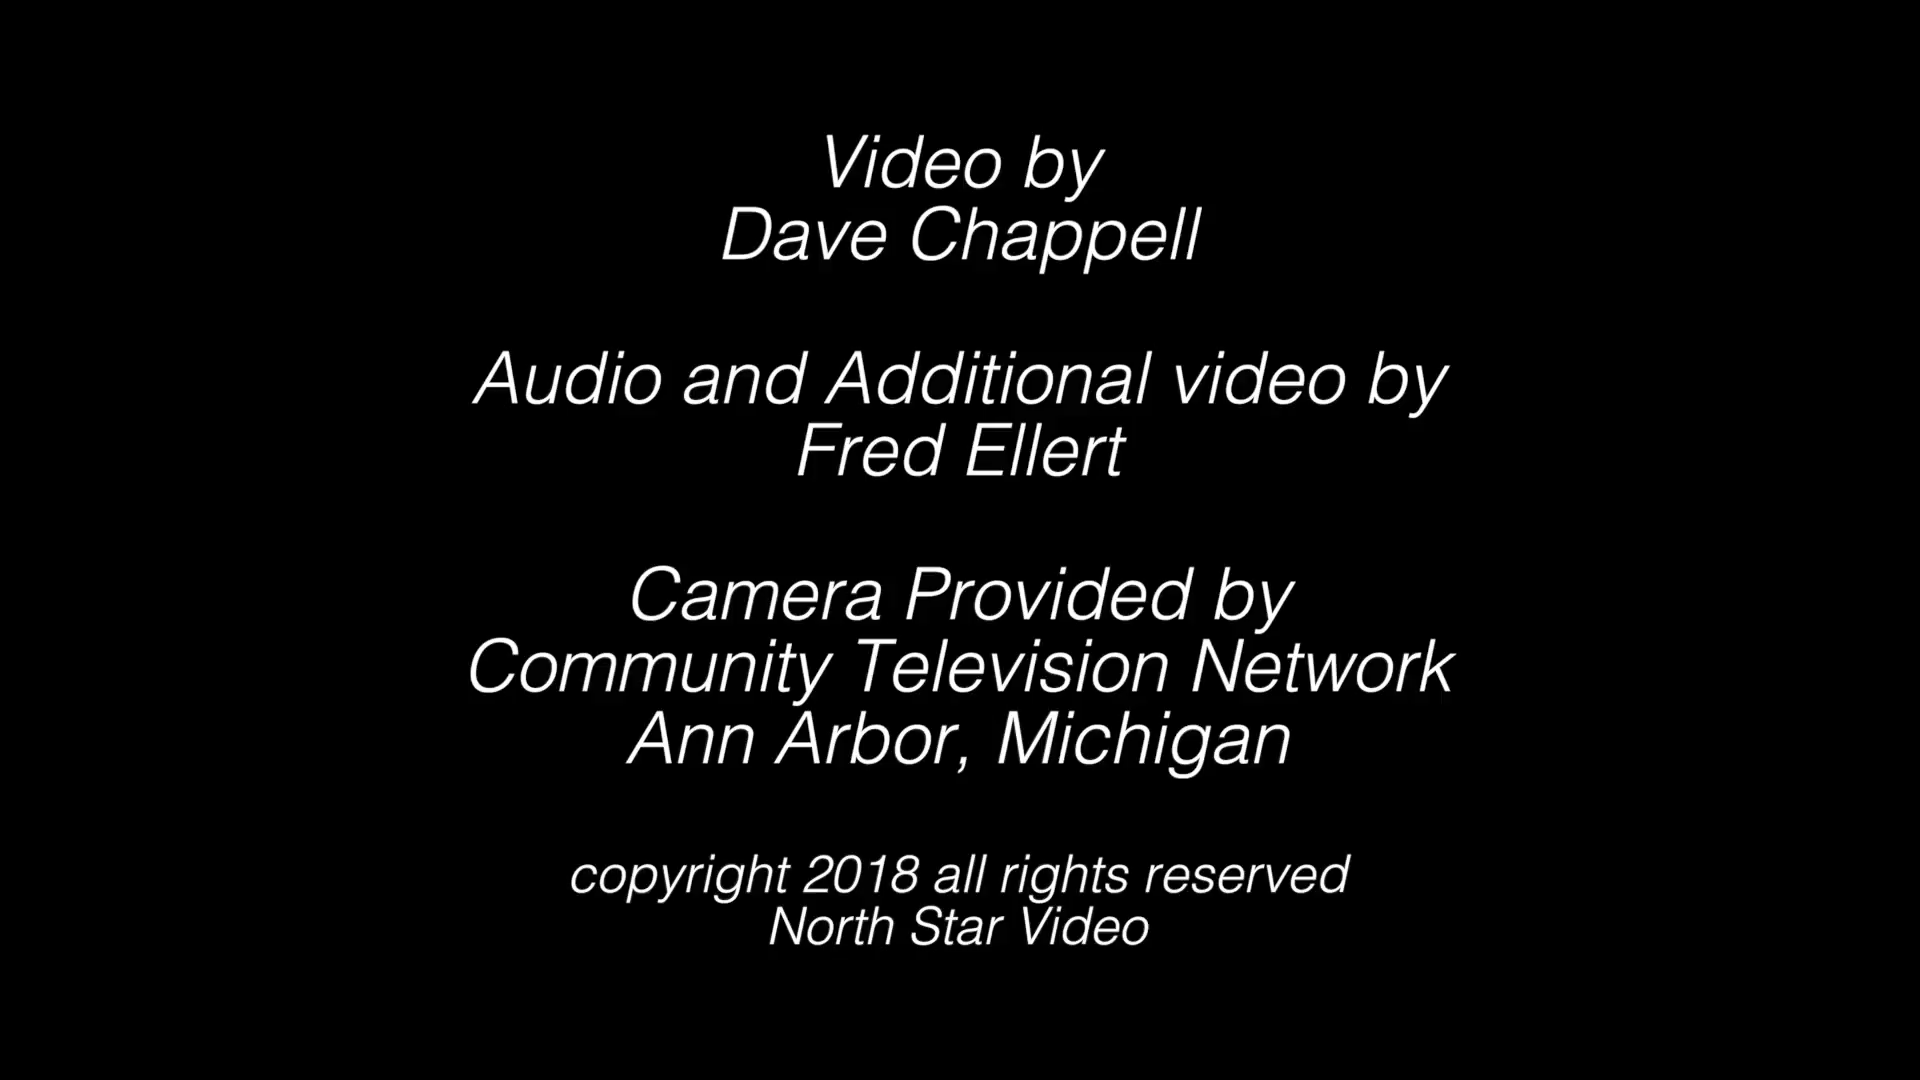 Video by
Dave Chappell
Audio and Additional video by
Fred Ellert
Camera Provided by
Community Television Network
Ann Arbor, Michigan
copyright 2018 all rights reserved
North Star Video